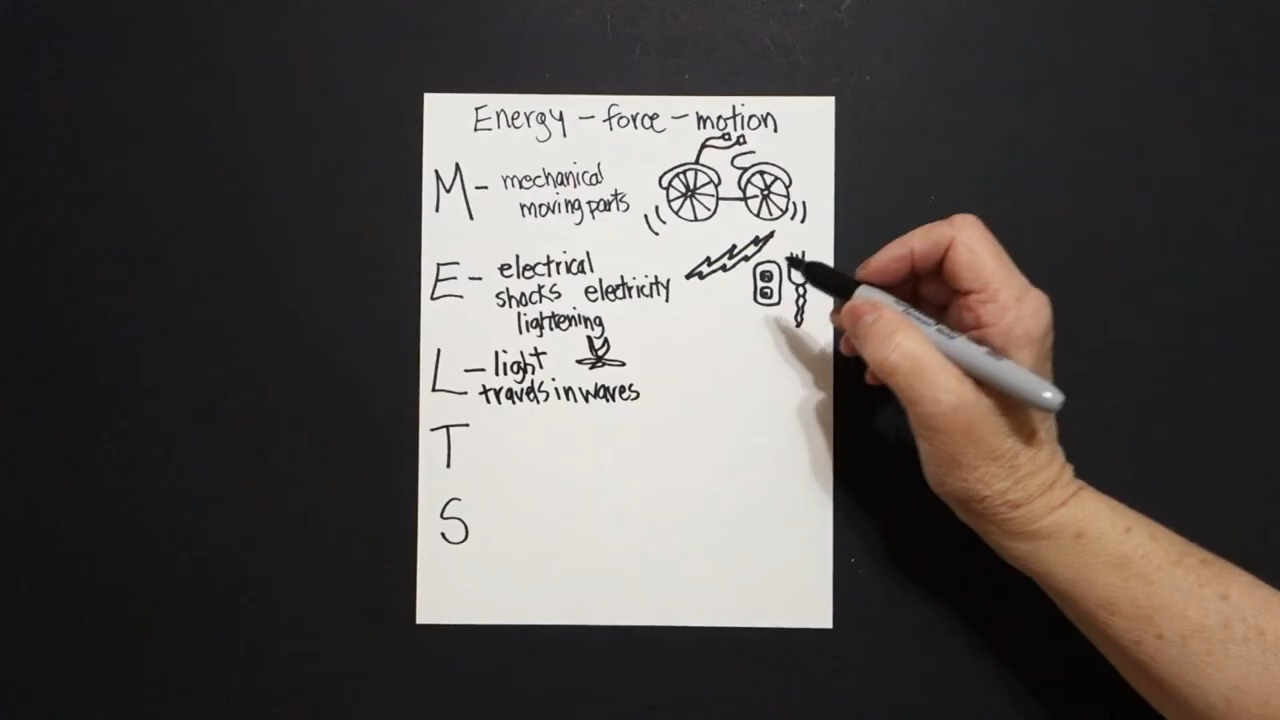 Energy - force - motion
M - mechanical
moving parts
E - electrical
shocks electricity
lightening
L - light
travels in waves
T
S